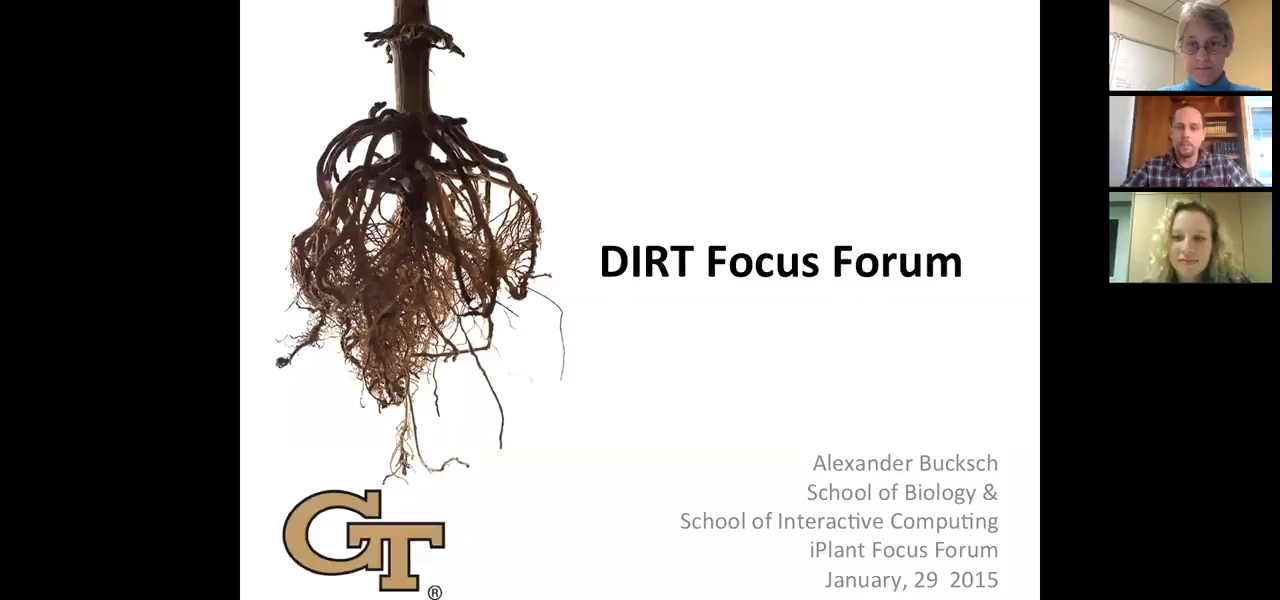 DIRT Focus Forum
Alexander Bucksch
School of Biology &
School of Interactive Computing
iPlant Focus Forum
January, 29 2015
GT
®